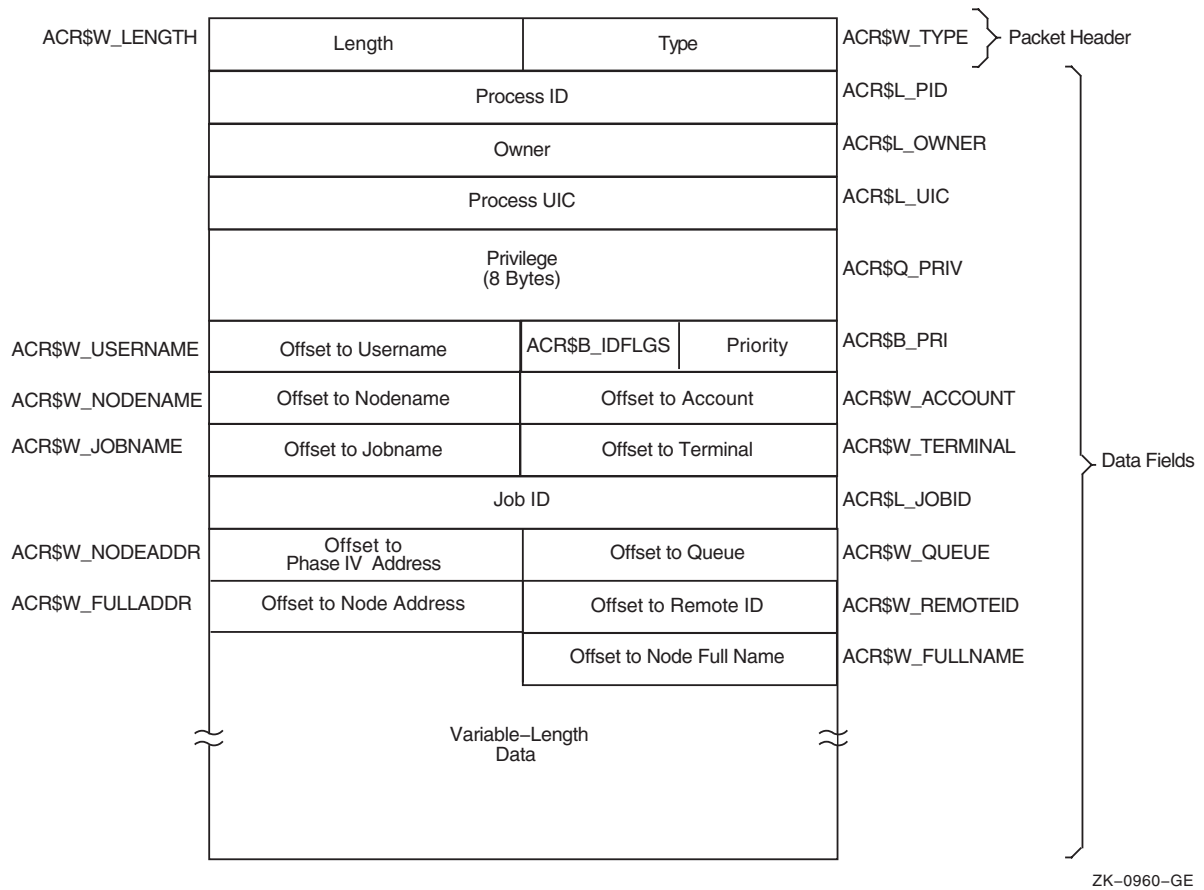 ACR$W_LENGTH Length Type ACR$W_TYPE Packet Header
Process ID ACR$L_PID
Owner ACR$L_OWNER
Process UIC ACR$L_UIC
Privilege
(8 Bytes) ACR$Q_PRIV
ACR$W_USERNAME Offset to Username ACR$B_IDFLGS Priority ACR$B_PRI
ACR$W_NODENAME Offset to Nodename Offset to Account ACR$W_ACCOUNT
ACR$W_JOBNAME Offset to Jobname Offset to Terminal ACR$W_TERMINAL
Data Fields
Job ID ACR$L_JOBID
ACR$W_NODEADDR Offset to
Phase IV Address Offset to Queue ACR$W_QUEUE
ACR$W_FULLADDR Offset to Node Address Offset to Remote ID ACR$W_REMOTEID
Offset to Node Full Name ACR$W_FULLNAME
Variable–Length
Data
ZK–0960–GE